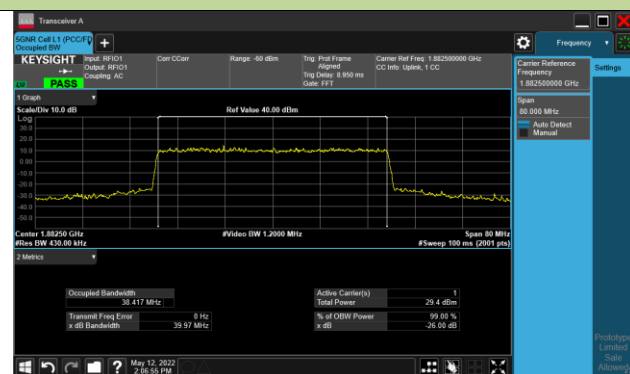 Transceiver A
5GNR Cell L1 (PCC/FD
Occupied BW
Frequency
KEYSIGHT
Input: RFIO1
Output: RFIO1
Coupling: AC
Corr CCorr
Range: -60 dBm
Trig: Prst Frame
Aligned
Trig Delay: 8.950 ms
Gate: FFT
Carrier Ref Freq: 1.882500000 GHz
CC Info: Uplink, 1 CC
LV
PASS
Carrier Reference
Frequency
1.882500000 GHz
Settings
Span
80.000 MHz
Auto Detect
Manual
1 Graph
Scale/Div 10.0 dB
Ref Value 40.00 dBm
Log
30.0
20.0
10.0
0.00
-10.0
-20.0
-30.0
-40.0
-50.0
Center 1.88250 GHz
#Video BW 1.2000 MHz
Span 80 MHz
#Res BW 430.00 kHz
#Sweep 100 ms (2001 pts)
2 Metrics
Occupied Bandwidth
38.417 MHz
Active Carrier(s) 1
Total Power 29.4 dBm
Transmit Freq Error 0 Hz
x dB Bandwidth 39.97 MHz
% of OBW Power 99.00 %
x dB -26.00 dB
Prototype
Limited
Sale
Allowed
May 12, 2022
2:06:55 PM